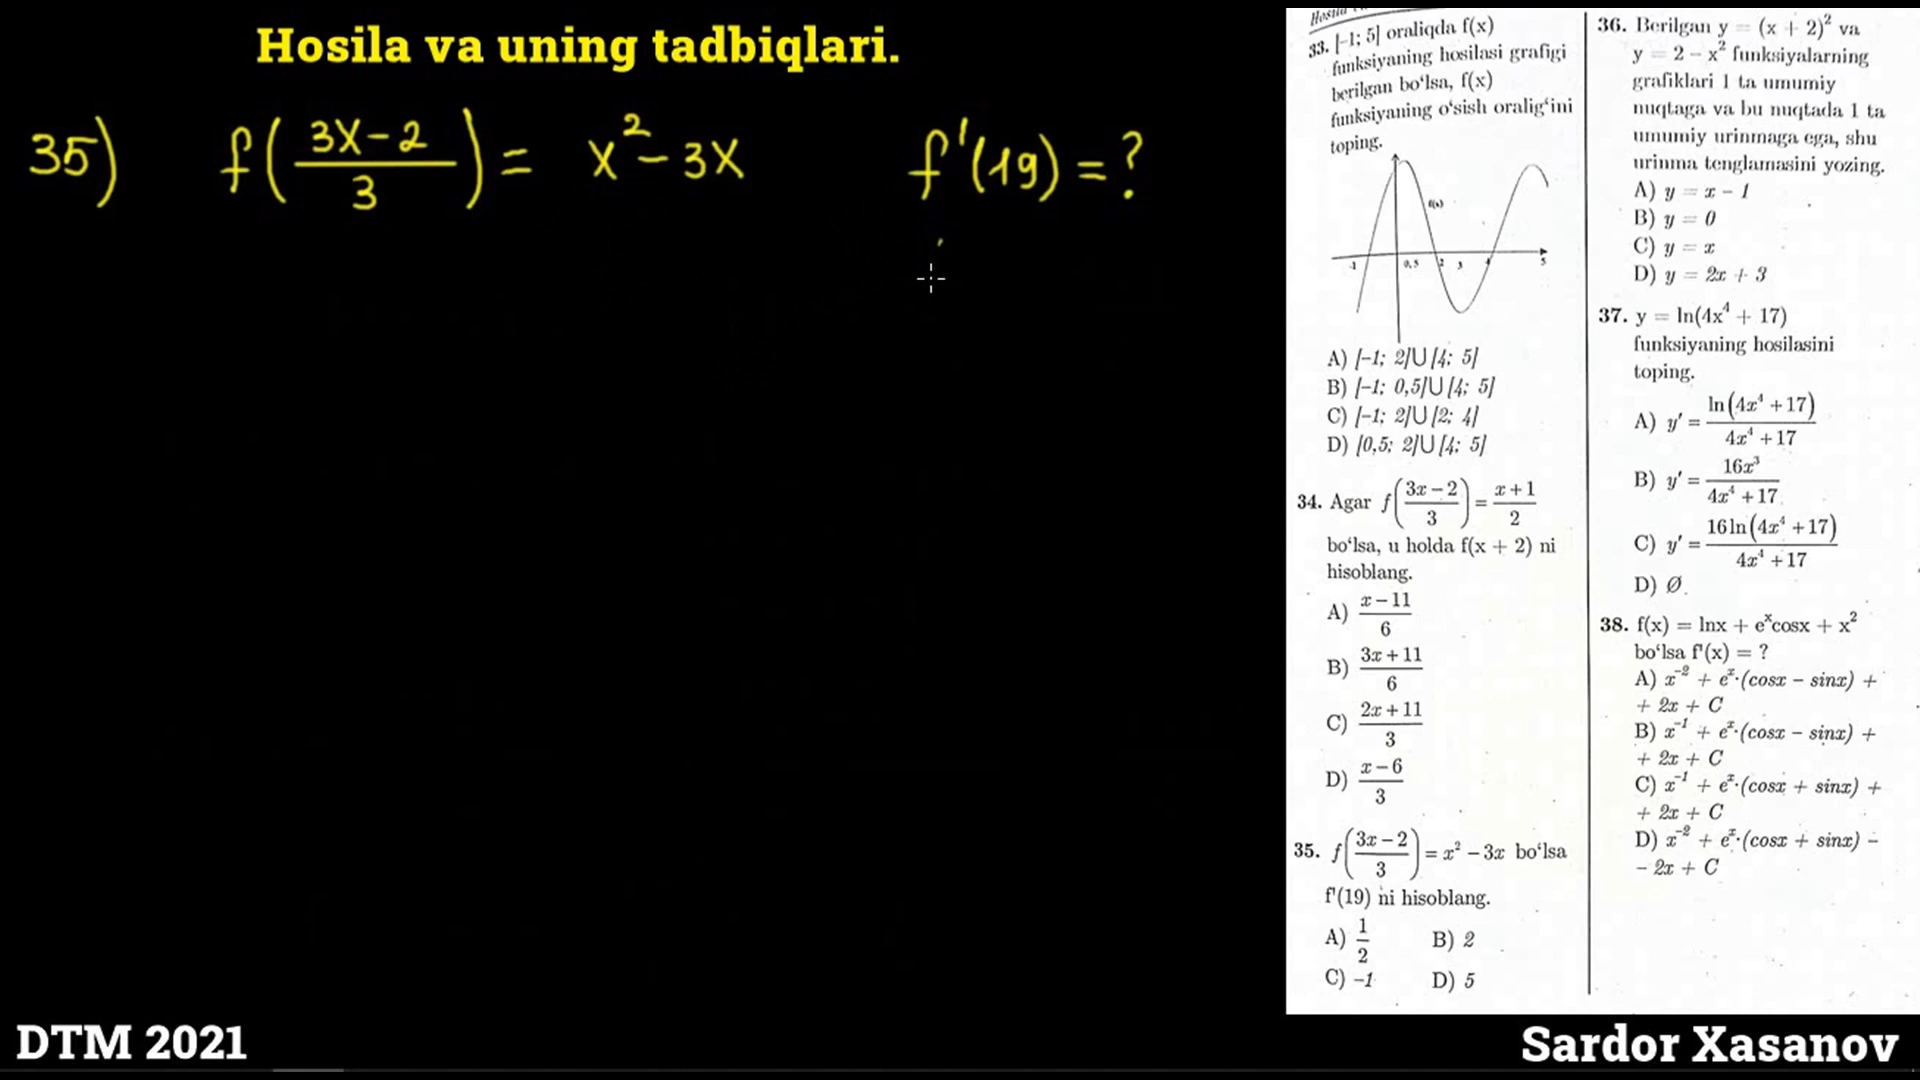 Hosila va uning tadbiqlari.
35) f((3x-2)/3) = x² - 3x f'(19) = ?
33. [-1; 5] oraliqda f(x)
funksiyaning hosilasi grafigi
berilgan bo'lsa, f(x)
funksiyaning o'sish oralig'ini
toping.
f(x)
-1 0,5 2 3 4 5
A) [-1; 2]∪[4; 5]
B) [-1; 0,5]∪[4; 5]
C) [-1; 2]∪[2; 4]
D) [0,5; 2]∪[4; 5]
34. Agar f((3x-2)/3) = (x+1)/2
bo'lsa, u holda f(x + 2) ni
hisoblang.
A) (x-11)/6
B) (3x+11)/6
C) (2x+11)/3
D) (x-6)/3
35. f((3x-2)/3) = x² - 3x bo'lsa
f'(19) ni hisoblang.
A) 1/2 B) 2
C) -1 D) 5
36. Berilgan y = (x + 2)² va
y = 2 - x² funksiyalarning
grafiklari 1 ta umumiy
nuqtaga va bu nuqtada 1 ta
umumiy urinmaga ega, shu
urinma tenglamasini yozing.
A) y = x - 1
B) y = 0
C) y = x
D) y = 2x + 3
37. y = ln(4x⁴ + 17)
funksiyaning hosilasini
toping.
A) y' = ln(4x⁴+17)/(4x⁴+17)
B) y' = 16x³/(4x⁴+17)
C) y' = 16ln(4x⁴+17)/(4x⁴+17)
D) Ø.
38. f(x) = lnx + eˣcosx + x²
bo'lsa f'(x) = ?
A) x⁻² + eˣ·(cosx - sinx) +
+ 2x + C
B) x⁻¹ + eˣ·(cosx - sinx) +
+ 2x + C
C) x⁻¹ + eˣ·(cosx + sinx) +
+ 2x + C
D) x⁻² + eˣ·(cosx + sinx) -
- 2x + C
DTM 2021
Sardor Xasanov